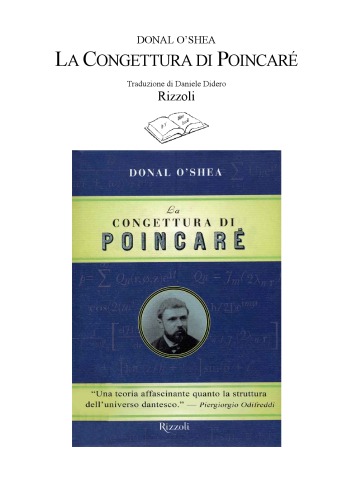 DONAL O'SHEA
LA CONGETTURA DI POINCARÉ
Traduzione di Daniele Didero
Rizzoli
DONAL O'SHEA
La
CONGETTURA DI
POINCARÉ
"Una teoria affascinante quanto la struttura
dell'universo dantesco." — Piergiorgio Odifreddi
Rizzoli